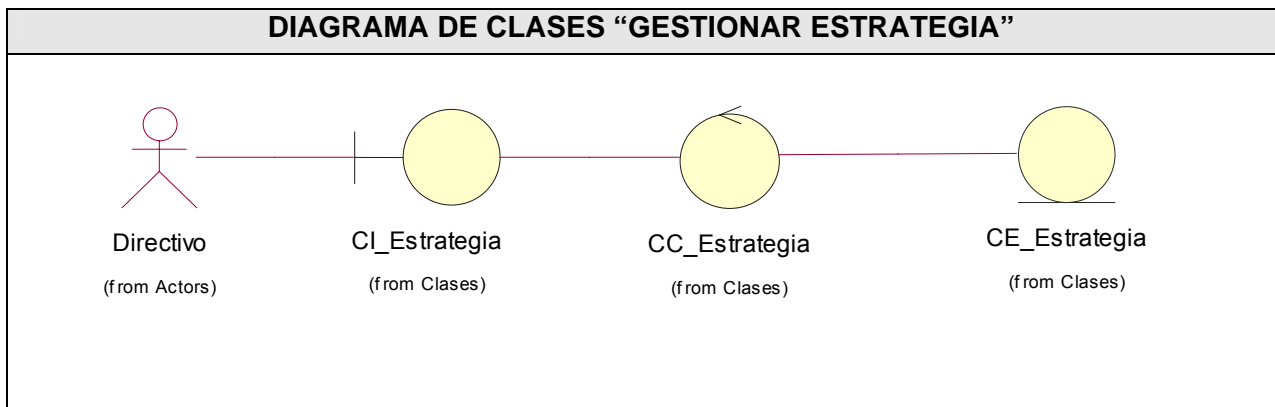 DIAGRAMA DE CLASES “GESTIONAR ESTRATEGIA”
Directivo
(from Actors)
CI_Estrategia
(from Clases)
CC_Estrategia
(from Clases)
CE_Estrategia
(from Clases)